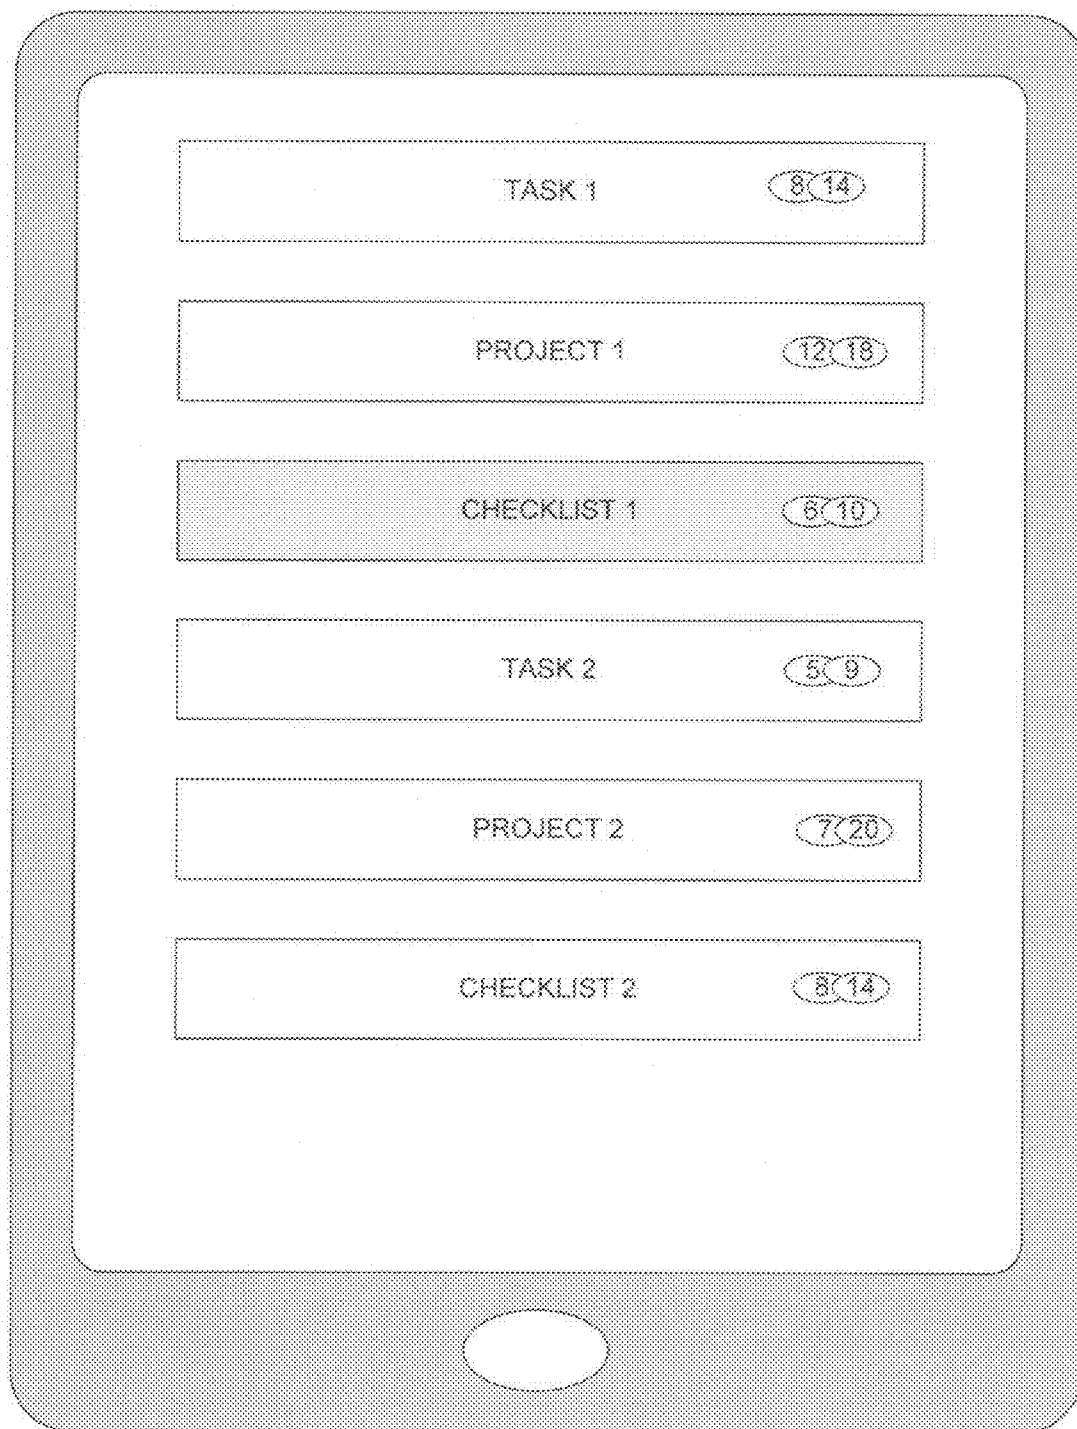 TASK 1 8 14
PROJECT 1 12 18
CHECKLIST 1 6 10
TASK 2 5 9
PROJECT 2 7 20
CHECKLIST 2 8 14